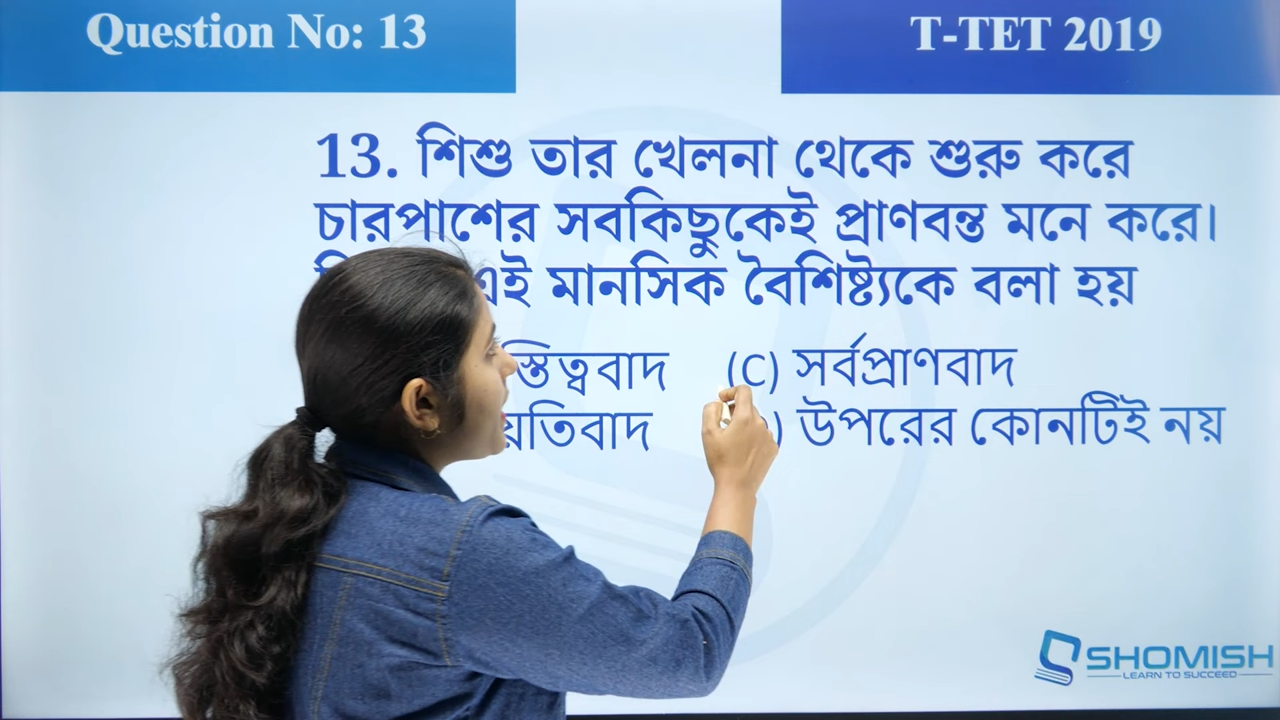 Question No: 13
T-TET 2019
13. শিশু তার খেলনা থেকে শুরু করে
চারপাশের সবকিছুকেই প্রাণবন্ত মনে করে।
এই মানসিক বৈশিষ্ট্যকে বলা হয়
(C) সর্বপ্রাণবাদ
উপরের কোনটিই নয়
SHOMISH
LEARN TO SUCCEED